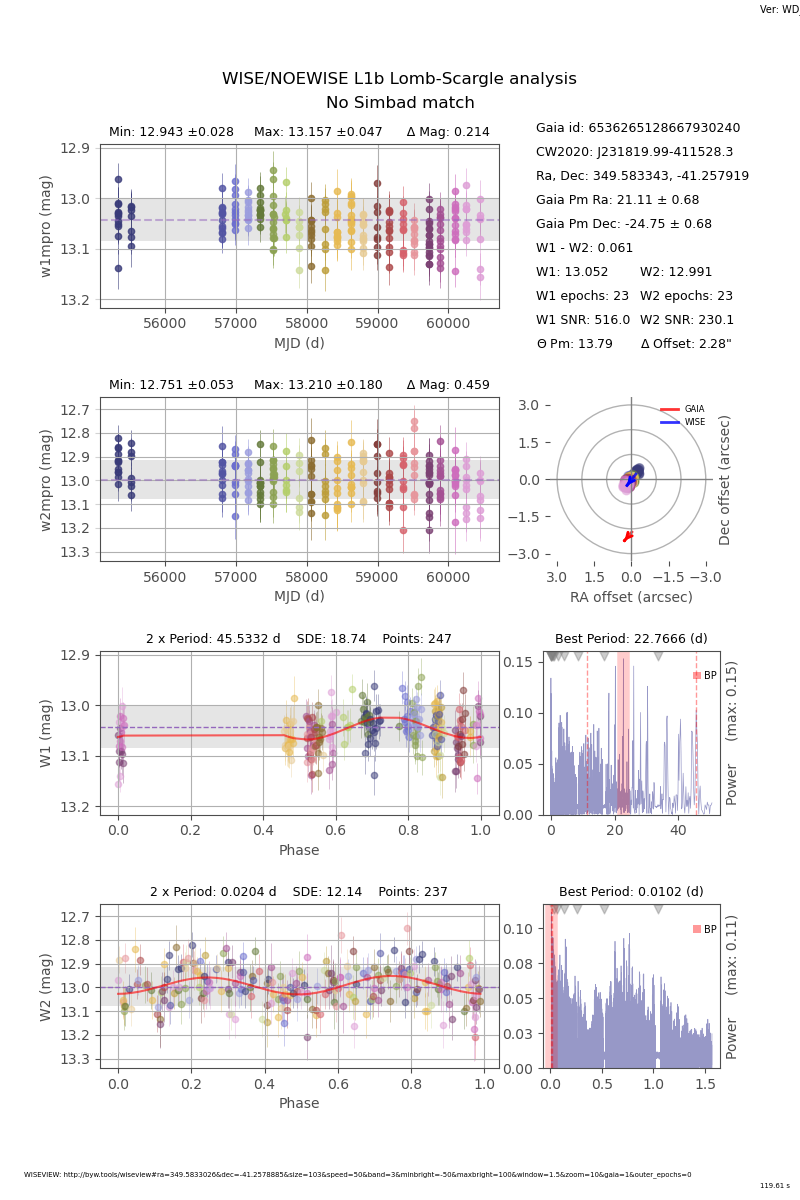 Ver: WD_
WISE/NOEWISE L1b Lomb-Scargle analysis
No Simbad match
Min: 12.943 ±0.028 Max: 13.157 ±0.047 Δ Mag: 0.214
12.9
13.0
13.1
13.2
w1mpro (mag)
56000 57000 58000 59000 60000
MJD (d)
Gaia id: 6536265128667930240
CW2020: J231819.99-411528.3
Ra, Dec: 349.583343, -41.257919
Gaia Pm Ra: 21.11 ± 0.68
Gaia Pm Dec: -24.75 ± 0.68
W1 - W2: 0.061
W1: 13.052 W2: 12.991
W1 epochs: 23 W2 epochs: 23
W1 SNR: 516.0 W2 SNR: 230.1
Θ Pm: 13.79 Δ Offset: 2.28"
Min: 12.751 ±0.053 Max: 13.210 ±0.180 Δ Mag: 0.459
12.7
12.8
12.9
13.0
13.1
13.2
13.3
w2mpro (mag)
56000 57000 58000 59000 60000
MJD (d)
3.0
1.5
0.0
−1.5
−3.0
GAIA
WISE
Dec offset (arcsec)
3.0 1.5 0.0 −1.5 −3.0
RA offset (arcsec)
2 x Period: 45.5332 d SDE: 18.74 Points: 247
12.9
13.0
13.1
13.2
W1 (mag)
0.0 0.2 0.4 0.6 0.8 1.0
Phase
Best Period: 22.7666 (d)
0.15
0.10
0.05
0.00
BP
Power (max: 0.15)
0 20 40
2 x Period: 0.0204 d SDE: 12.14 Points: 237
12.7
12.8
12.9
13.0
13.1
13.2
13.3
W2 (mag)
0.0 0.2 0.4 0.6 0.8 1.0
Phase
Best Period: 0.0102 (d)
0.10
0.08
0.05
0.03
0.00
BP
Power (max: 0.11)
0.0 0.5 1.0 1.5
WISEVIEW: http://byw.tools/wiseview#ra=349.5833026&dec=-41.2578885&size=103&speed=50&band=3&minbright=-50&maxbright=100&window=1.5&zoom=10&gaia=1&outer_epochs=0
119.61 s